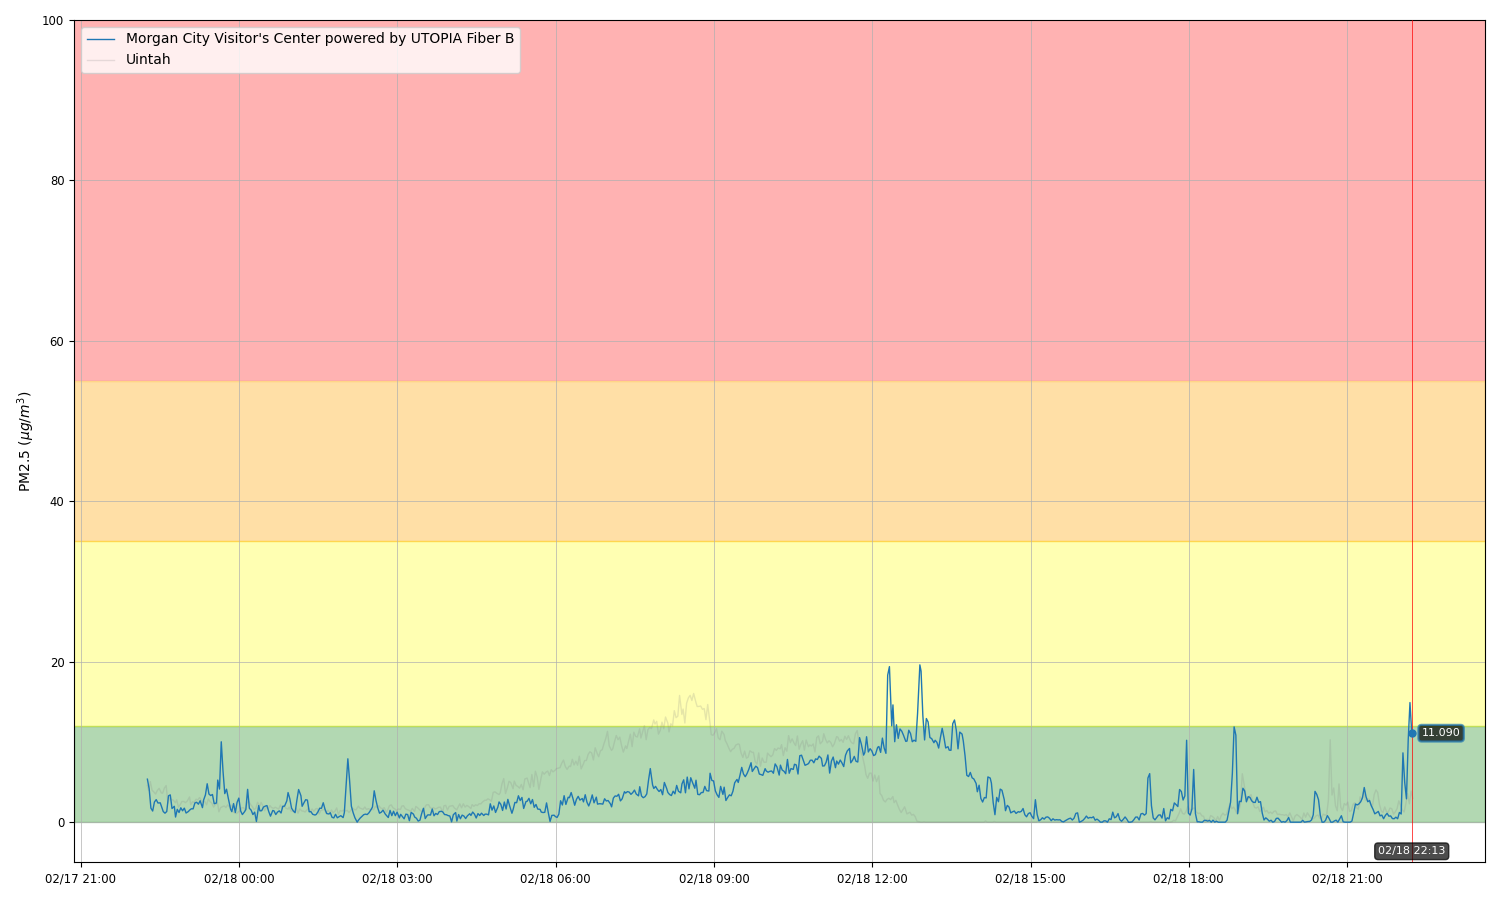 100
80
60
40
20
0
PM2.5 (μg/m³)
Morgan City Visitor's Center powered by UTOPIA Fiber B
Uintah
11.090
02/18 22:13
02/17 21:00 02/18 00:00 02/18 03:00 02/18 06:00 02/18 09:00 02/18 12:00 02/18 15:00 02/18 18:00 02/18 21:00